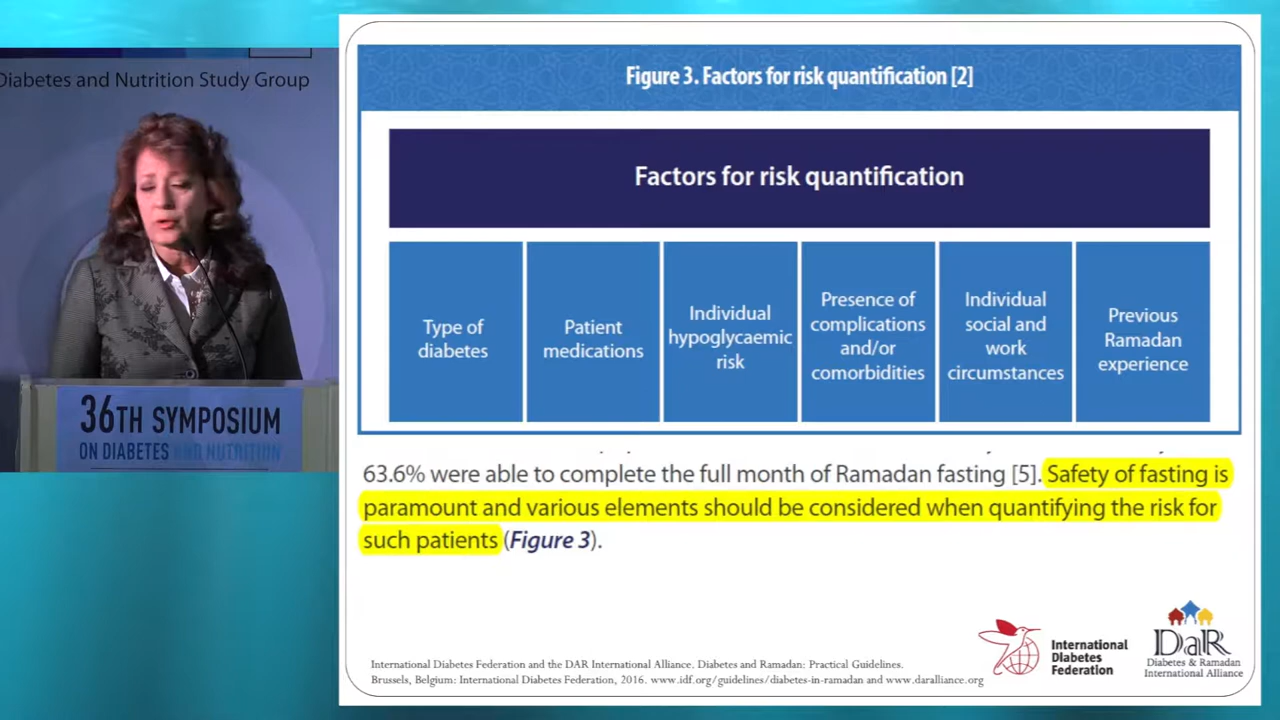 Diabetes and Nutrition Study Group
36TH SYMPOSIUM
ON DIABETES AND NUTRITION
Figure 3. Factors for risk quantification [2]
Factors for risk quantification
Type of
diabetes
Patient
medications
Individual
hypoglycaemic
risk
Presence of
complications
and/or
comorbidities
Individual
social and
work
circumstances
Previous
Ramadan
experience
63.6% were able to complete the full month of Ramadan fasting [5]. Safety of fasting is
paramount and various elements should be considered when quantifying the risk for
such patients (Figure 3).
International Diabetes Federation and the DAR International Alliance. Diabetes and Ramadan: Practical Guidelines.
Brussels, Belgium: International Diabetes Federation, 2016. www.idf.org/guidelines/diabetes-in-ramadan and www.daralliance.org
International
Diabetes
Federation
DaR
Diabetes & Ramadan
International Alliance